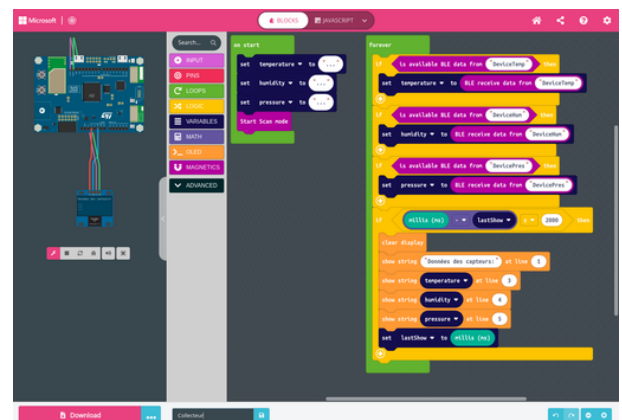 Microsoft
BLOCKS
JAVASCRIPT
Search...
INPUT
PINS
LOOPS
LOGIC
VARIABLES
MATH
OLED
MAGNETICS
ADVANCED
on start
set temperature to "..."
set humidity to "..."
set pressure to "..."
Start Scan mode
forever
if is available BLE data from "DeviceTemp" then
set temperature to BLE receive data from "DeviceTemp"
if is available BLE data from "DeviceHum" then
set humidity to BLE receive data from "DeviceHum"
if is available BLE data from "DevicePres" then
set pressure to BLE receive data from "DevicePres"
if millis (ms) - lastShow 2000 then
clear display
show string "Données des capteurs:" at line 1
show string temperature at line 3
show string humidity at line 4
show string pressure at line 5
set lastShow to millis (ms)
Download
Collecteur